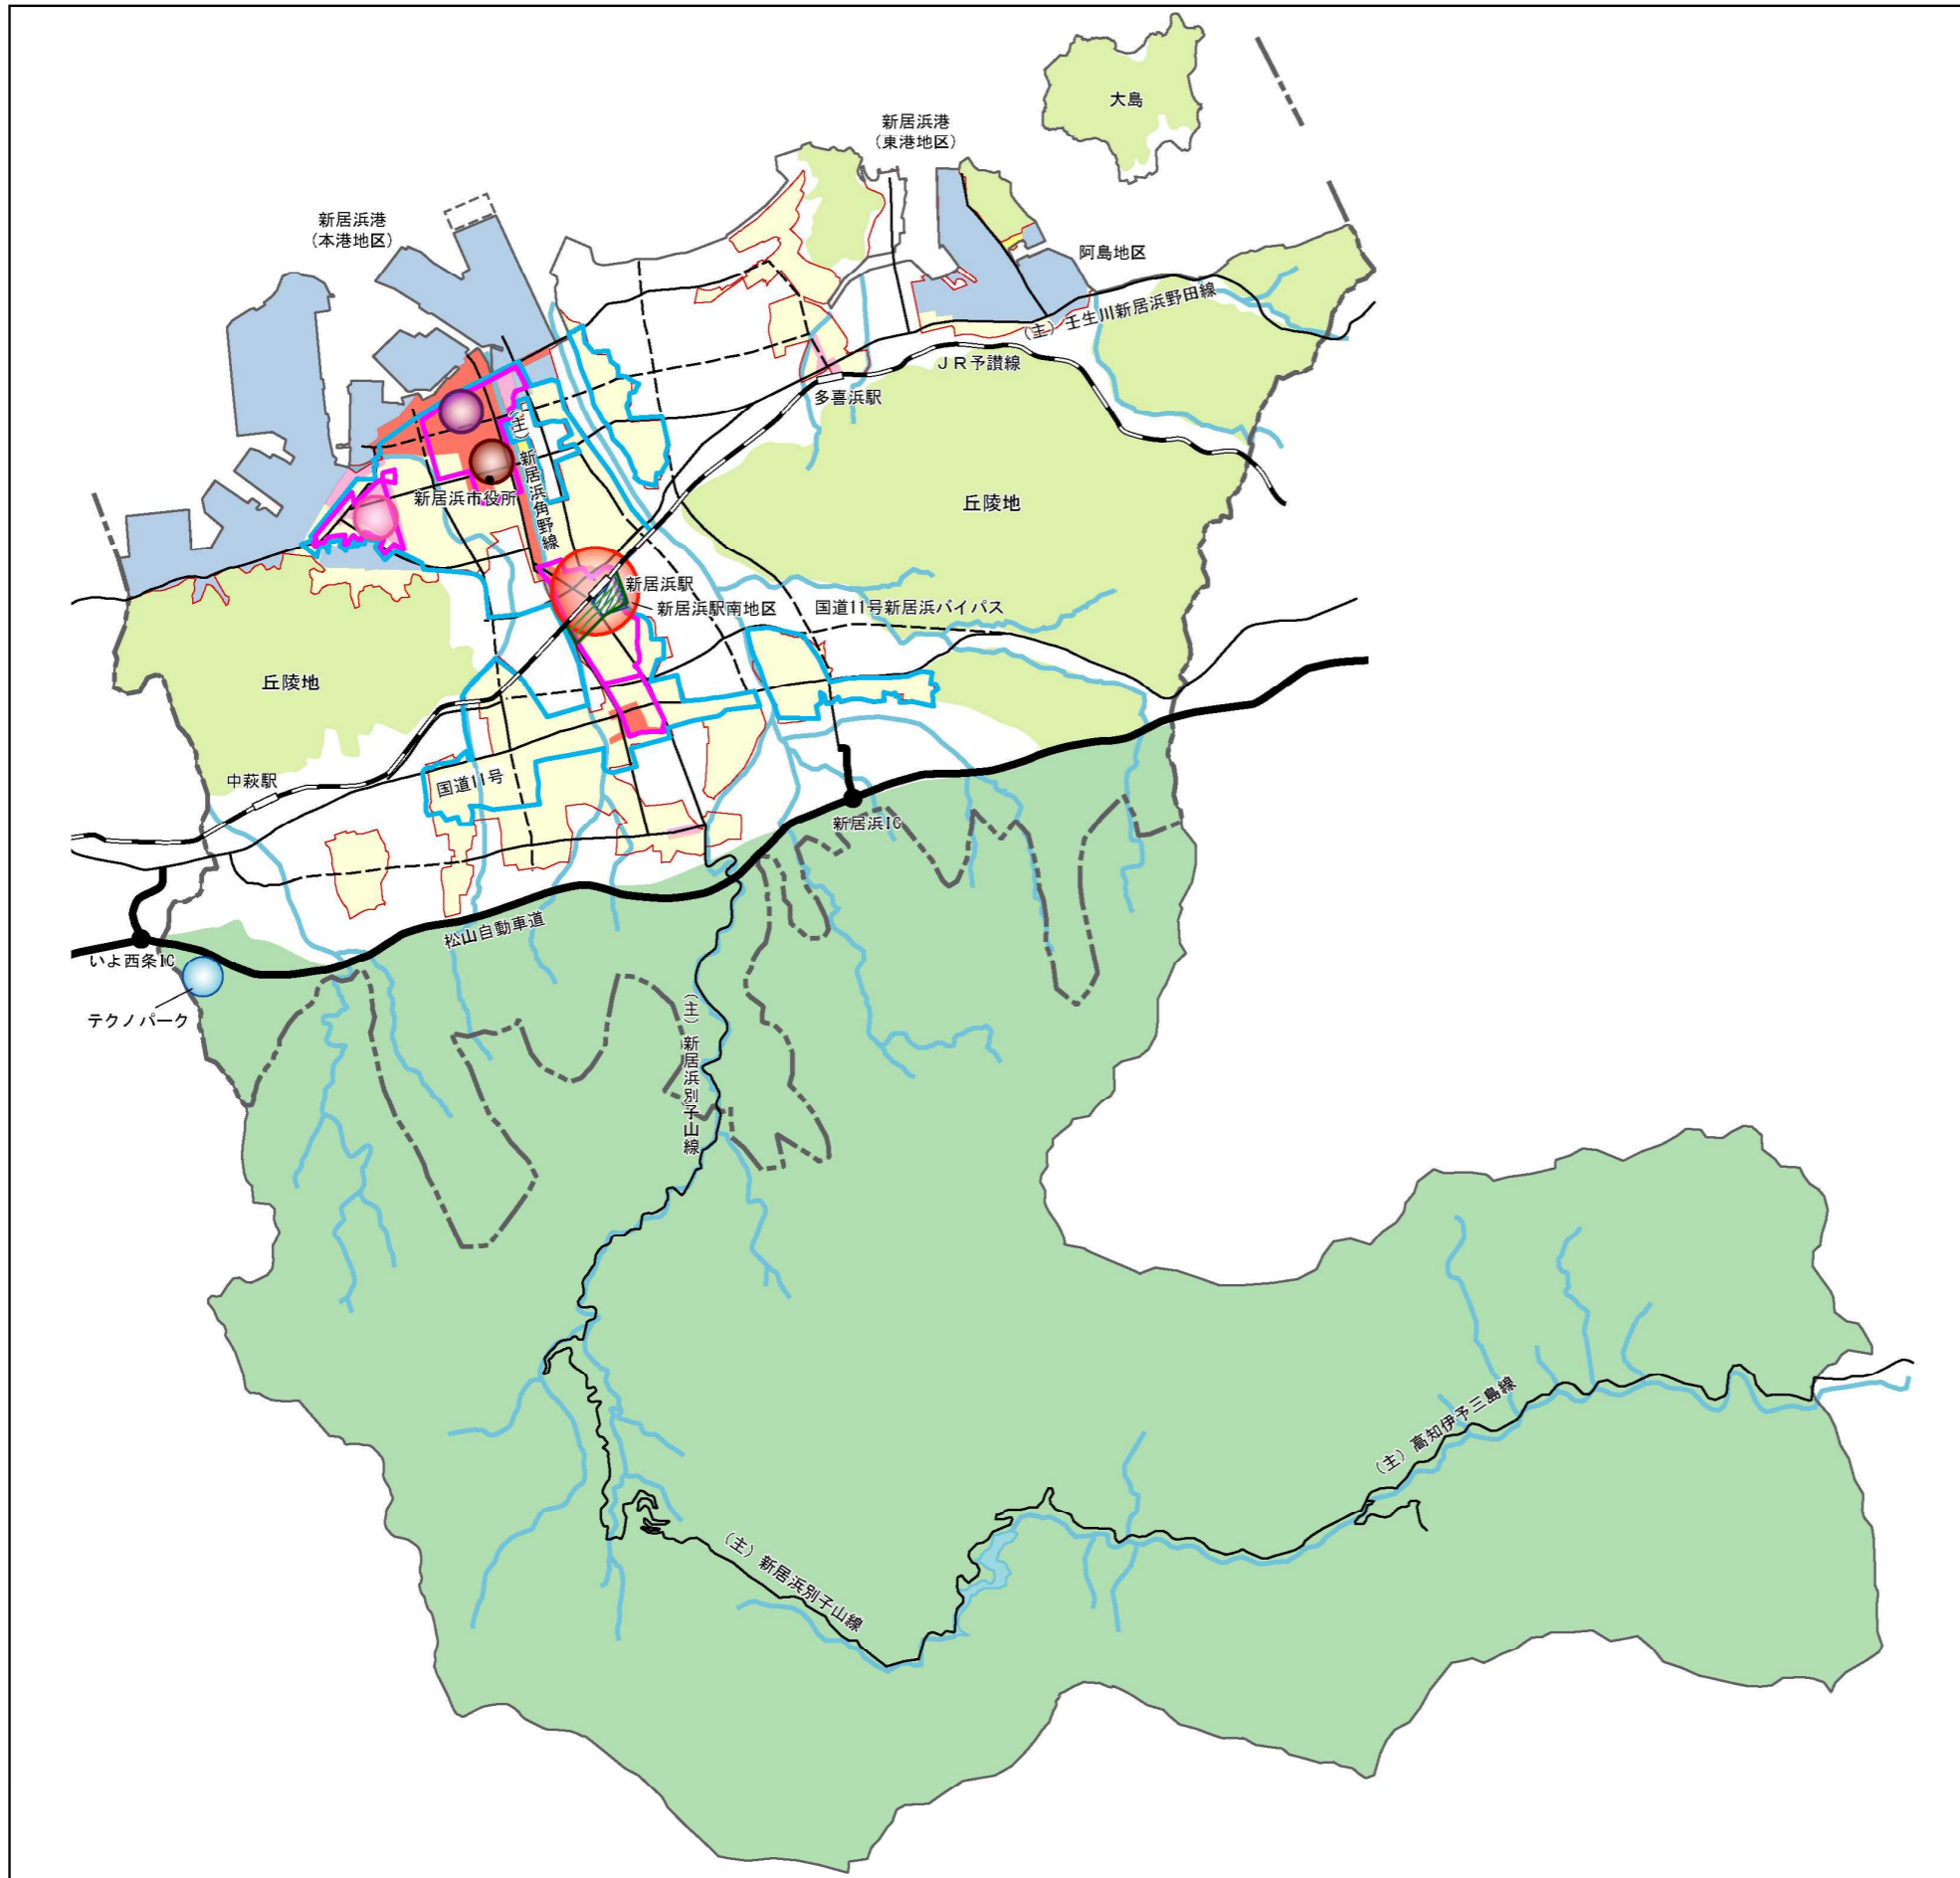 大島
新居浜港
(東港地区)
新居浜港
(本港地区)
阿島地区
(主) 壬生川新居浜野田線
JR予讃線
多喜浜駅
(主) 新居浜角野線
新居浜市役所
丘陵地
新居浜駅
新居浜駅南地区
国道11号新居浜バイパス
丘陵地
中萩駅
国道11号
新居浜IC
松山自動車道
いよ西条IC
テクノパーク
(主) 新居浜別子山線
(主) 高知伊予三島線
(主) 新居浜別子山線